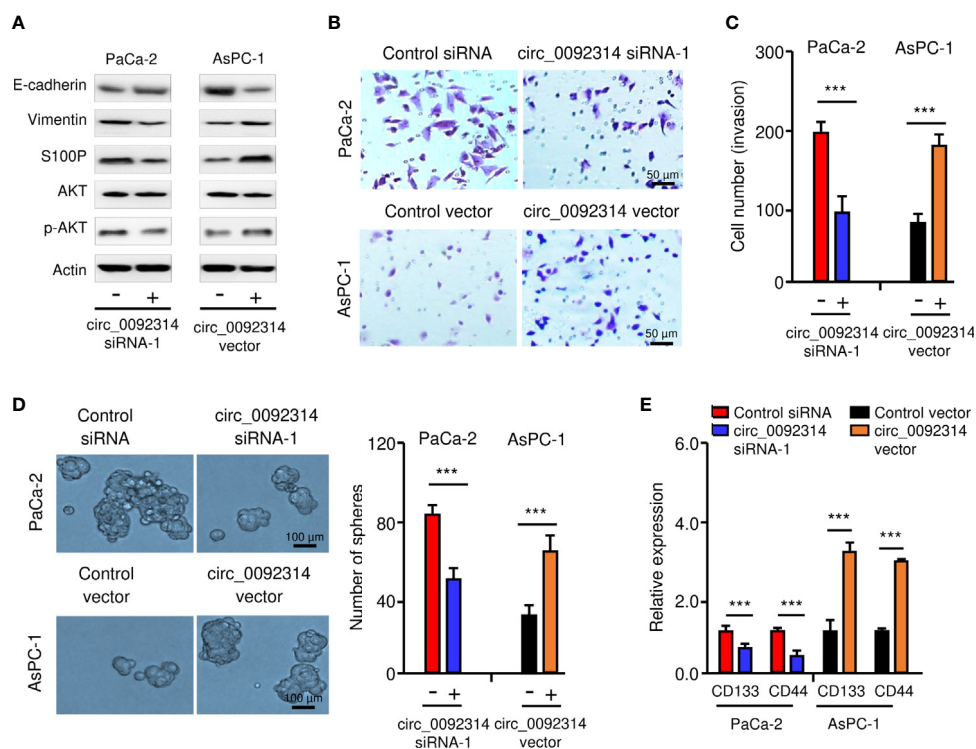 A
PaCa-2 AsPC-1
E-cadherin
Vimentin
S100P
AKT
p-AKT
Actin
- + - +
circ_0092314 circ_0092314
siRNA-1 vector
B
Control siRNA circ_0092314 siRNA-1
PaCa-2
50 µm
Control vector circ_0092314 vector
AsPC-1
50 µm
C
PaCa-2 AsPC-1
Cell number (invasion)
300
200
100
0
*** ***
- + - +
circ_0092314 circ_0092314
siRNA-1 vector
D
Control circ_0092314
siRNA siRNA-1
PaCa-2
100 µm
Control circ_0092314
vector vector
AsPC-1
100 µm
PaCa-2 AsPC-1
Number of spheres
120
80
40
0
*** ***
- + - +
circ_0092314 circ_0092314
siRNA-1 vector
E
Control siRNA Control vector
circ_0092314 circ_0092314
siRNA-1 vector
Relative expression
6.0
4.0
2.0
0.0
*** *** *** ***
CD133 CD44 CD133 CD44
PaCa-2 AsPC-1